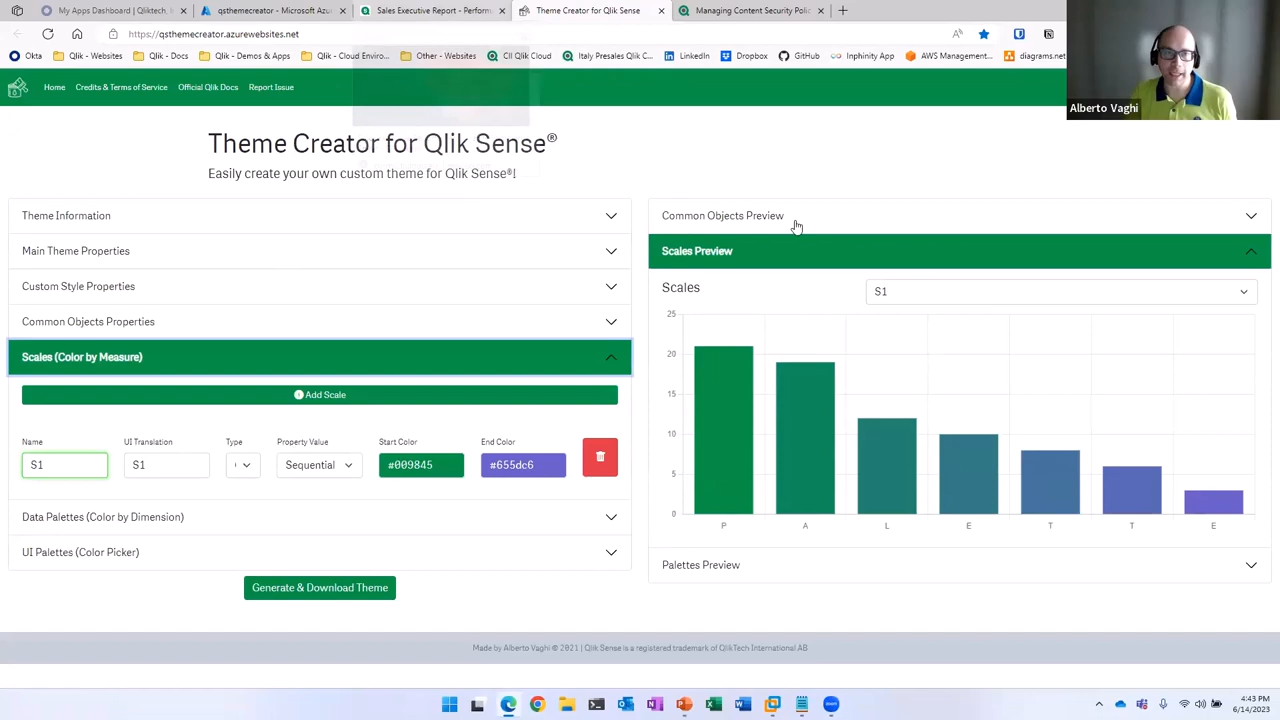 My Apps Dashboard |
Qlik Sense Theme Creator - Azur
Sales Executive Report - Perform
Theme Creator for Qlik Sense
Managing Content Security Polic
https://qsthemecreator.azurewebsites.net
Okta
Qlik - Websites
Qlik - Docs
Qlik - Demos & Apps
Qlik - Cloud Enviro...
Other - Websites
CII Qlik Cloud
Italy Presales Qlik C...
LinkedIn
Dropbox
GitHub
Inphinity App
AWS Management...
diagrams.net
Alberto Vaghi
Home
Credits & Terms of Service
Official Qlik Docs
Report Issue
Theme Creator for Qlik Sense®
Easily create your own custom theme for Qlik Sense®!
Theme Information
Main Theme Properties
Custom Style Properties
Common Objects Properties
Scales (Color by Measure)
Add Scale
Name
UI Translation
Type
Property Value
Start Color
End Color
S1
S1
Sequential
#009845
#655dc6
Data Palettes (Color by Dimension)
UI Palettes (Color Picker)
Generate & Download Theme
Common Objects Preview
Scales Preview
Scales
S1
25
20
15
10
5
0
P
A
L
E
T
T
E
Palettes Preview
Made by Alberto Vaghi © 2021 | Qlik Sense is a registered trademark of QlikTech International AB
4:43 PM
6/14/2023